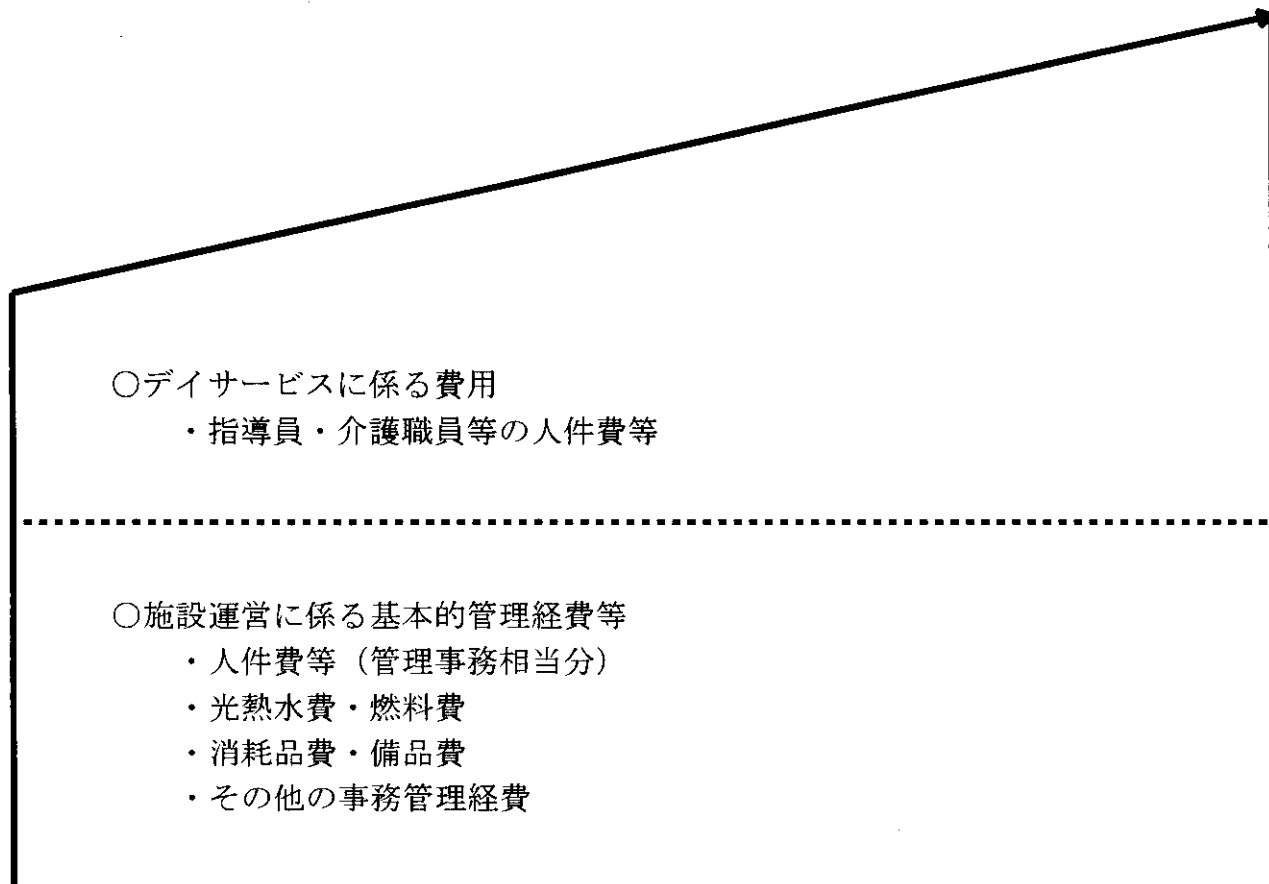 ○デイサービスに係る費用
・指導員・介護職員等の人件費等
○施設運営に係る基本的管理経費等
・人件費等（管理事務相当分）
・光熱水費・燃料費
・消耗品費・備品費
・その他の事務管理経費